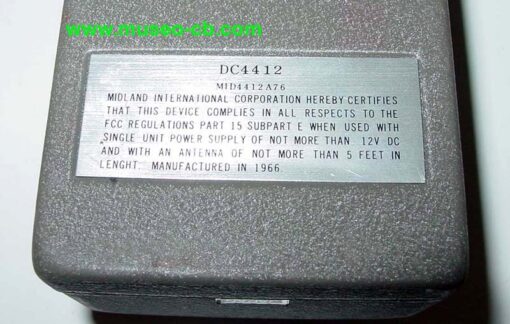 www.museo-cb.com
DC4412
MID4412A76
MIDLAND INTERNATIONAL CORPORATION HEREBY CERTIFIES
THAT THIS DEVICE COMPLIES IN ALL RESPECTS TO THE
FCC REGULATIONS PART 15 SUBPART E WHEN USED WITH
SINGLE UNIT POWER SUPPLY OF NOT MORE THAN 12V DC
AND WITH AN ANTENNA OF NOT MORE THAN 5 FEET IN
LENGHT. MANUFACTURED IN 1966.